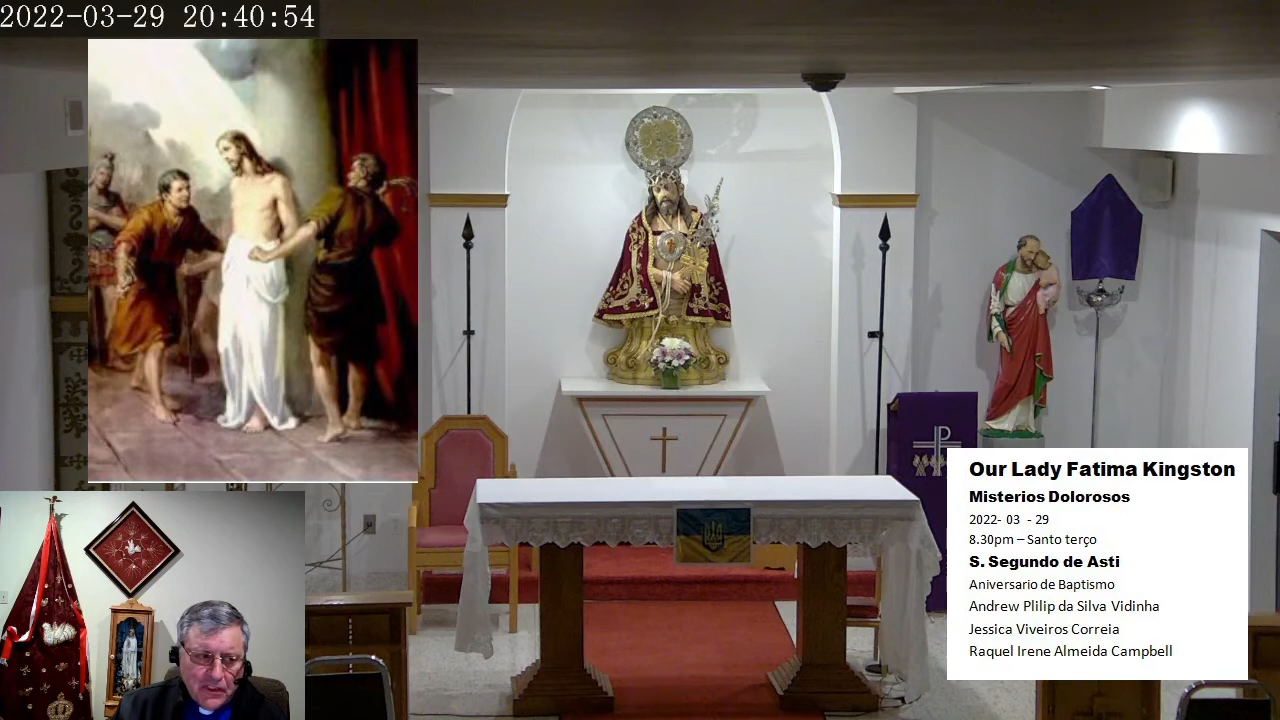 2022-03-29 20:40:54
Our Lady Fatima Kingston
Misterios Dolorosos
2022- 03 - 29
8.30pm – Santo terço
S. Segundo de Asti
Aniversario de Baptismo
Andrew Plilip da Silva Vidinha
Jessica Viveiros Correia
Raquel Irene Almeida Campbell